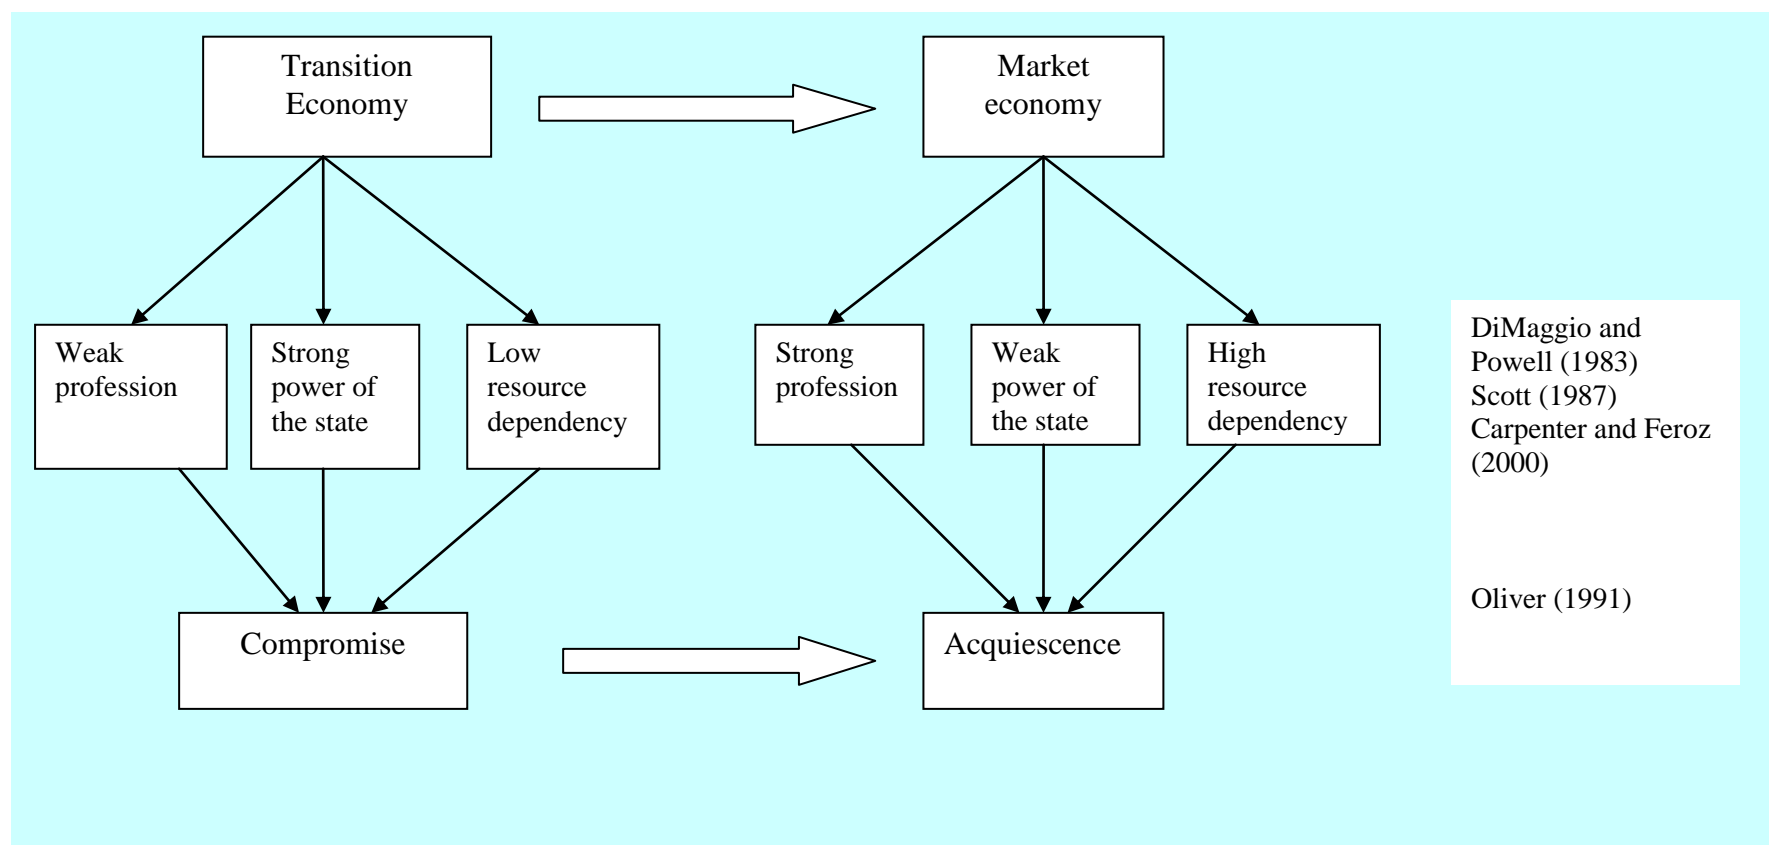 Transition
Economy
Market
economy
Weak
profession
Strong
power of
the state
Low
resource
dependency
Strong
profession
Weak
power of
the state
High
resource
dependency
DiMaggio and
Powell (1983)
Scott (1987)
Carpenter and Feroz
(2000)
Oliver (1991)
Compromise
Acquiescence